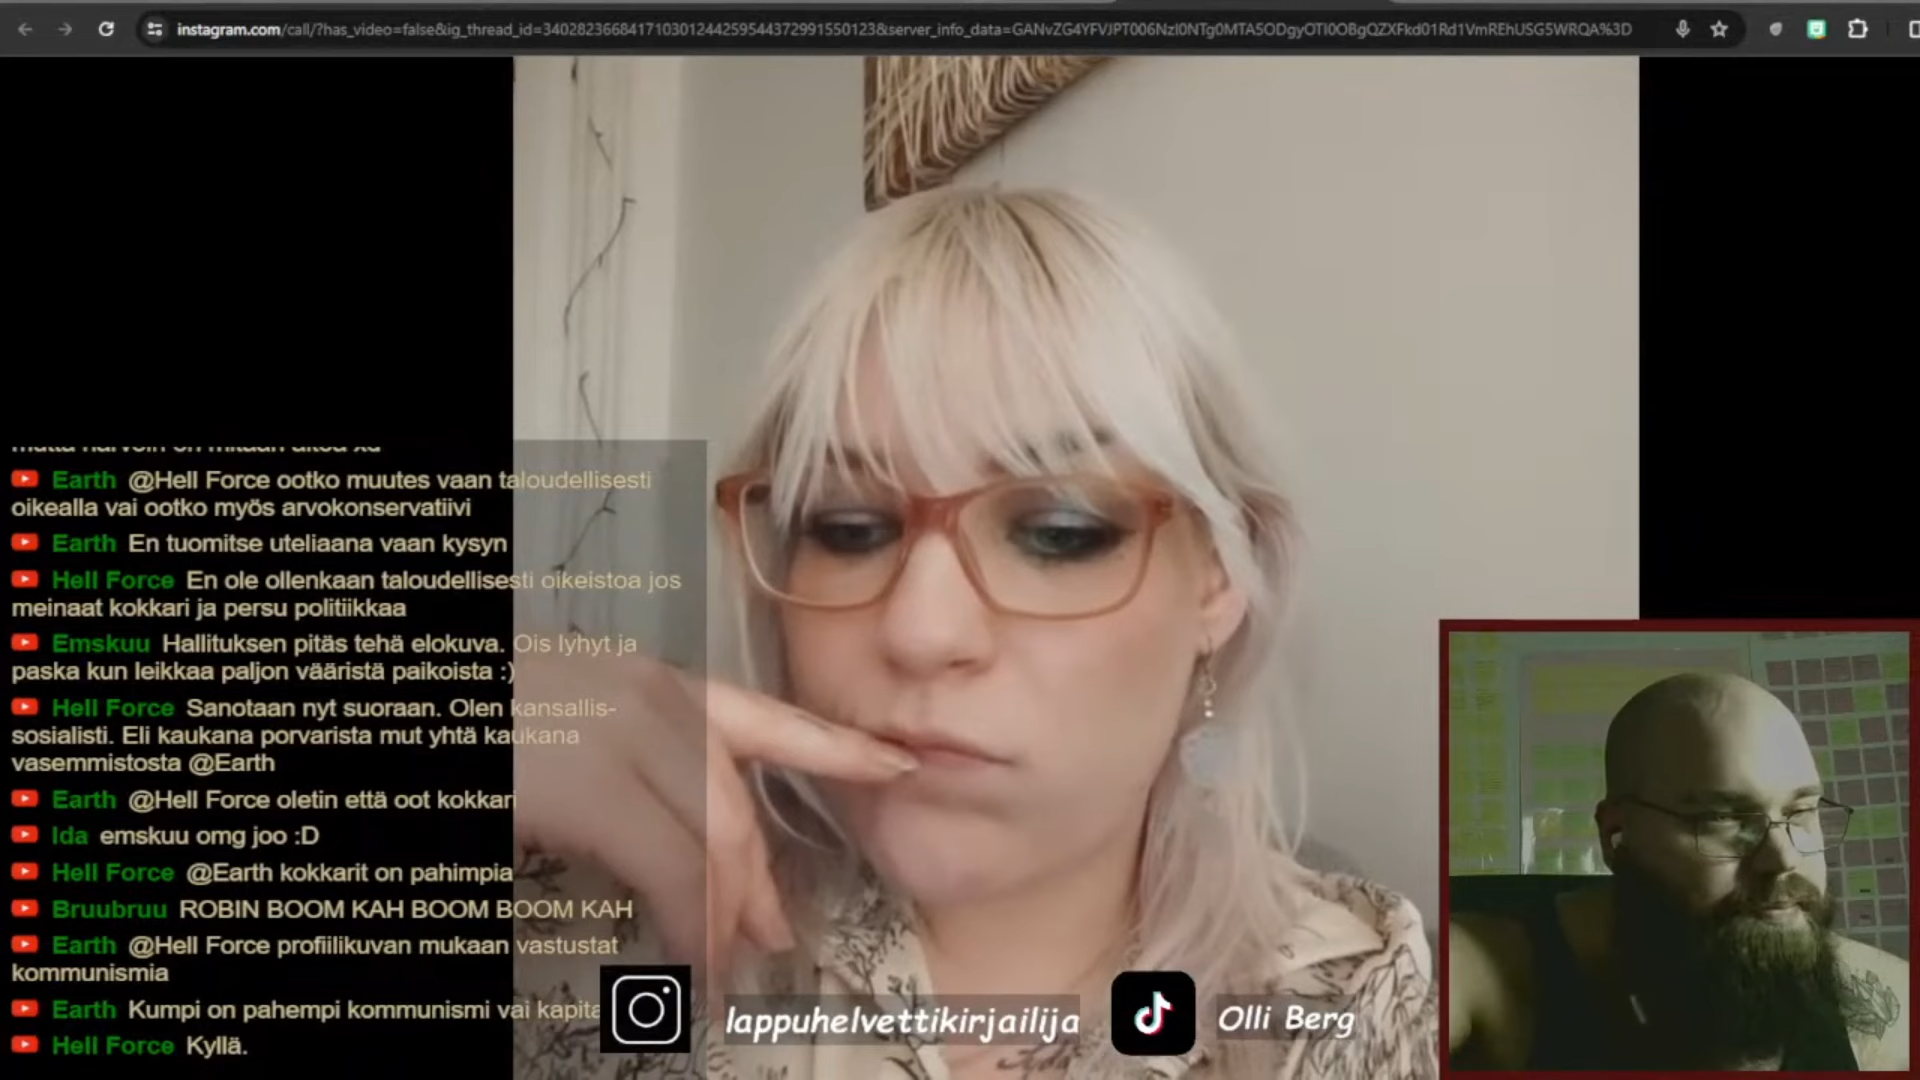 instagram.com/call/?has_video=false&ig_thread_id=340282366841710301244259544372991550123&server_info_data=GANvZG4YFVJPT006NzI0NTg0MTA5ODgyOTI0OBgQZXFkd01Rd1VmREhUSG5WRQA%3D
Earth @Hell Force ootko muutes vaan taloudellisesti
oikealla vai ootko myös arvokonservatiivi
Earth En tuomitse uteliaana vaan kysyn
Hell Force En ole ollenkaan taloudellisesti oikeistoa jos
meinaat kokkari ja persu politiikkaa
Emskuu Hallituksen pitäs tehä elokuva. Ois lyhyt ja
paska kun leikkaa paljon vääristä paikoista :)
Hell Force Sanotaan nyt suoraan. Olen kansallis-
sosialisti. Eli kaukana porvarista mut yhtä kaukana
vasemmistosta @Earth
Earth @Hell Force oletin että oot kokkari
Ida emskuu omg joo :D
Hell Force @Earth kokkarit on pahimpia
Bruubruu ROBIN BOOM KAH BOOM BOOM KAH
Earth @Hell Force profiilikuvan mukaan vastustat
kommunismia
Earth Kumpi on pahempi kommunismi vai kapita
Hell Force Kyllä.
lappuhelvettikirjailija
Olli Berg